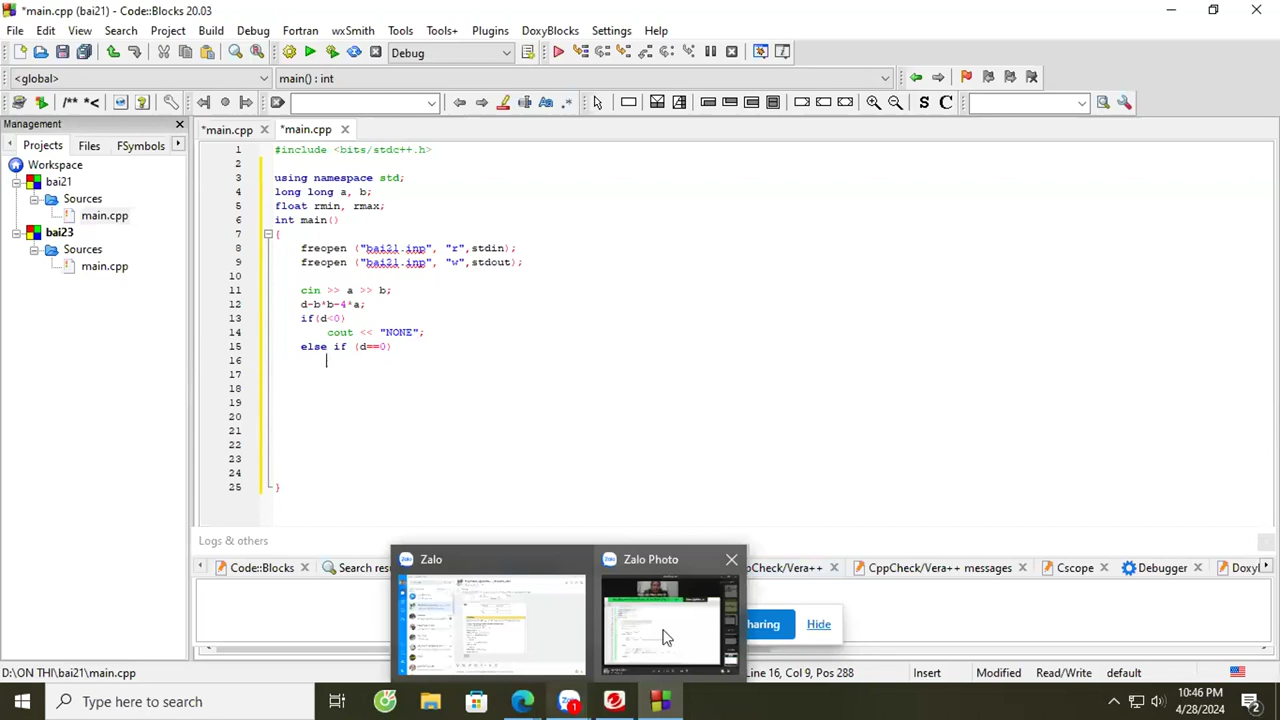 *main.cpp (bai21) - Code::Blocks 20.03
File Edit View Search Project Build Debug Fortran wxSmith Tools Tools+ Plugins DoxyBlocks Settings Help
Debug
<global> main() : int
/** *< S C
Management
*main.cpp *main.cpp
Projects Files FSymbols
Workspace
bai21
Sources
main.cpp
bai23
Sources
main.cpp
1 #include <bits/stdc++.h>
2
3 using namespace std;
4 long long a, b;
5 float rmin, rmax;
6 int main()
7 {
8 freopen ("bai21.inp", "r",stdin);
9 freopen ("bai21.inp", "w",stdout);
10
11 cin >> a >> b;
12 d-b*b-4*a;
13 if(d<0)
14 cout << "NONE";
15 else if (d==0)
16
17
18
19
20
21
22
23
24
25 }
Logs & others
Code::Blocks Search resu CppCheck/Vera++ CppCheck/Vera++ messages Cscope Debugger Doxyl
Zalo Zalo Photo
haring Hide
D:\ON THI\bai21\main.cpp Line 16, Col 9, Pos 288 Insert Modified Read/Write default
Type here to search
1
10:46 PM
4/28/2024
2